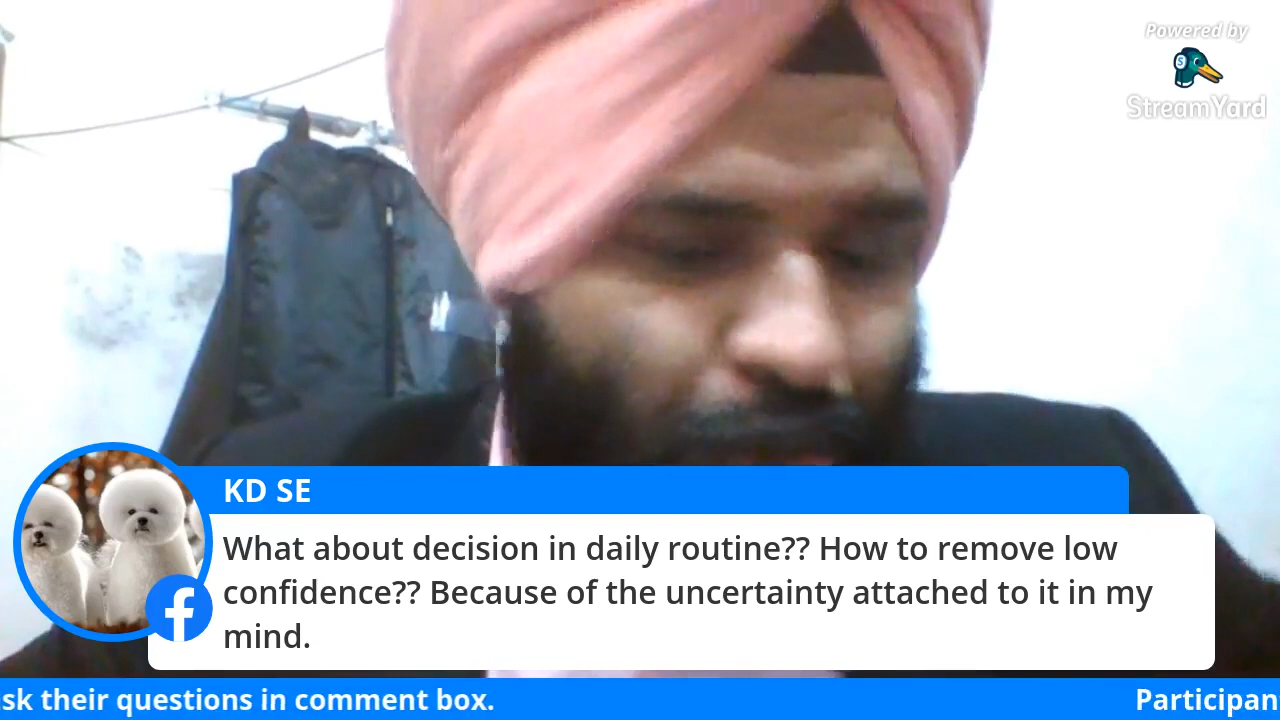 Powered by
StreamYard
KD SE
What about decision in daily routine?? How to remove low
confidence?? Because of the uncertainty attached to it in my
mind.
sk their questions in comment box.
Participan